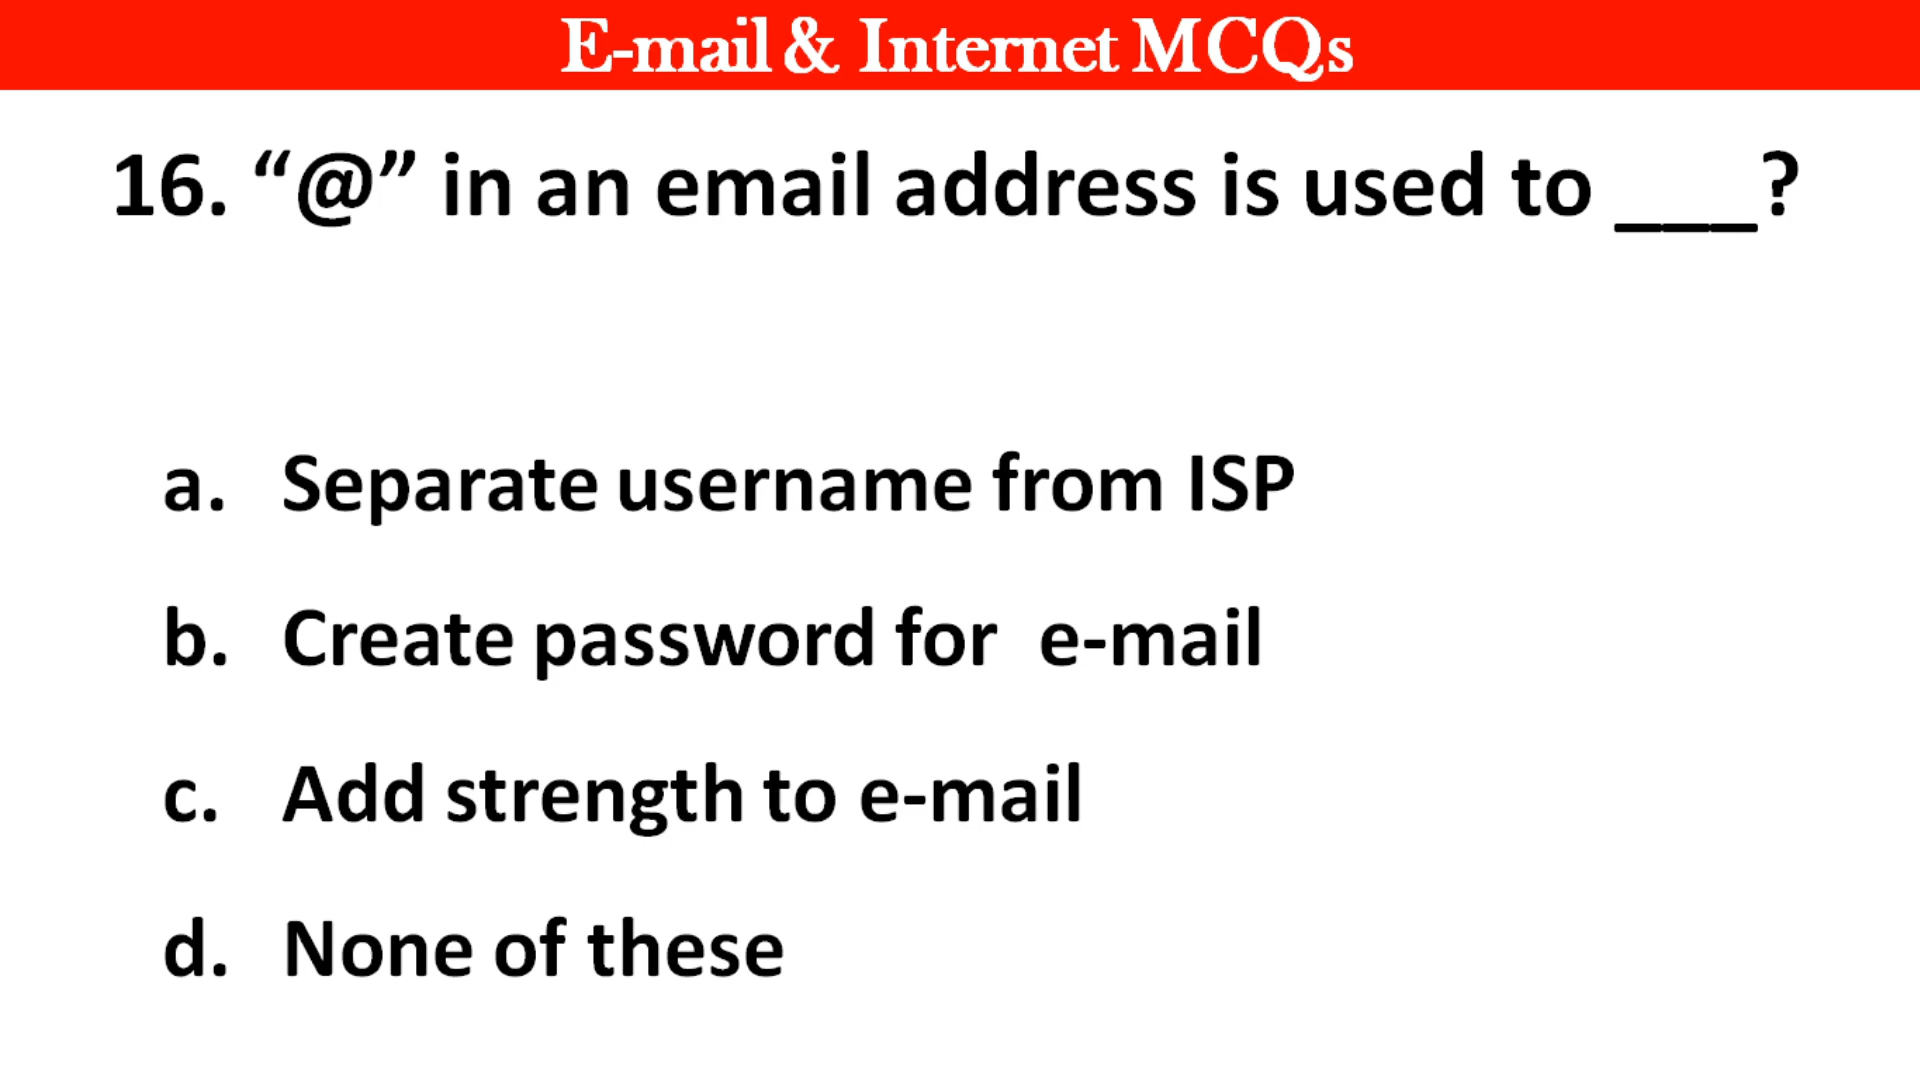 E-mail & Internet MCQs
16. “@” in an email address is used to ___?
a. Separate username from ISP
b. Create password for e-mail
c. Add strength to e-mail
d. None of these